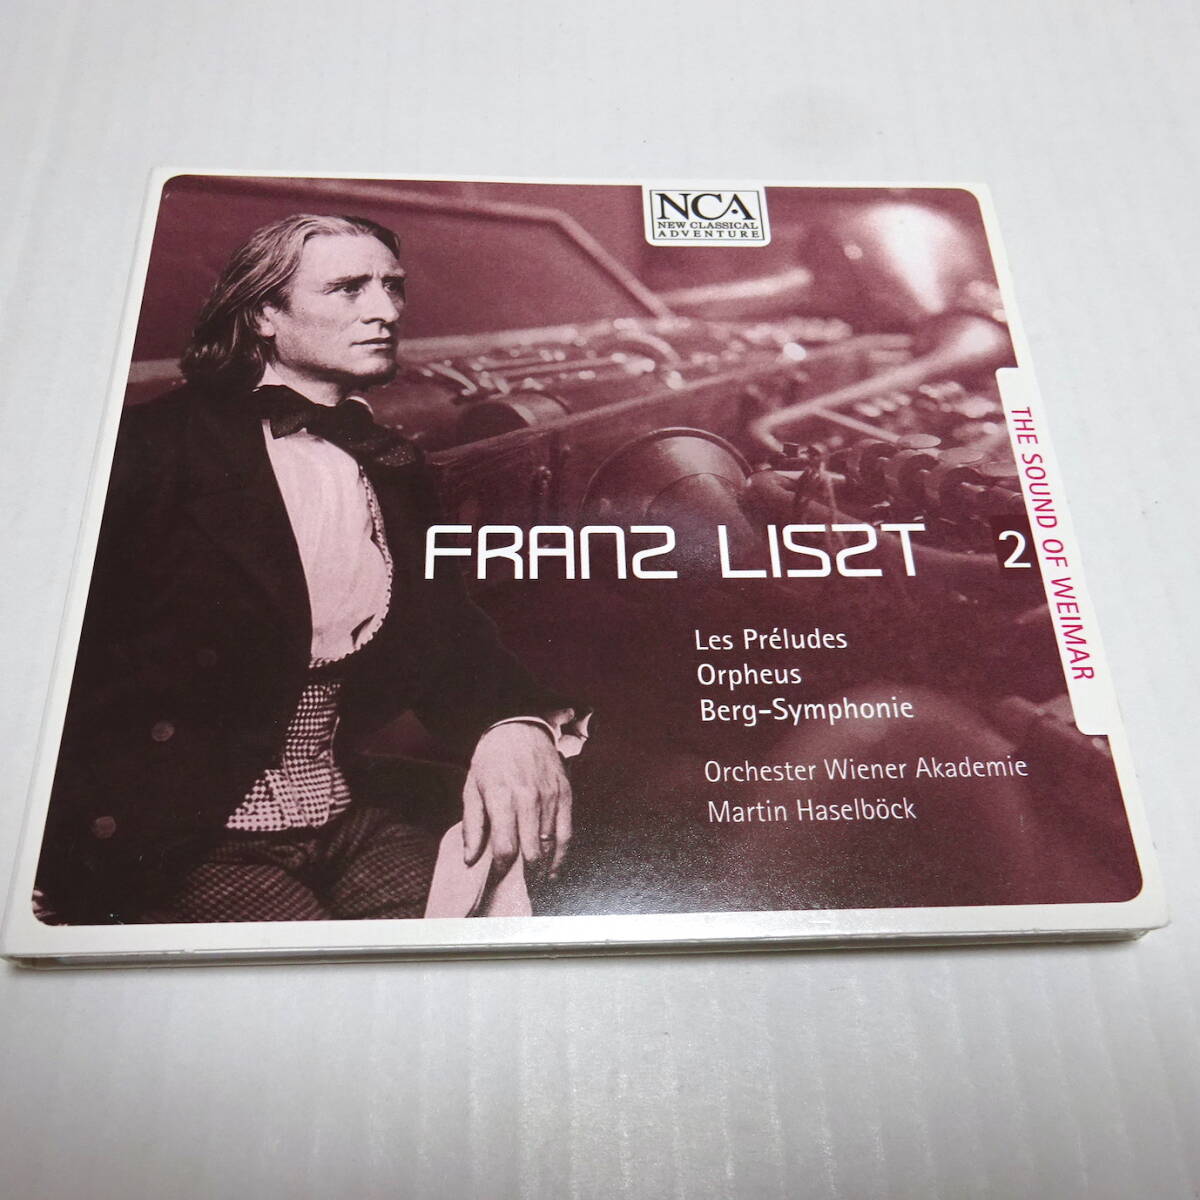 NCA
NEW CLASSICAL
ADVENTURE
FRANZ LISZT
2
THE SOUND OF WEIMAR
Les Préludes
Orpheus
Berg-Symphonie
Orchester Wiener Akademie
Martin Haselböck